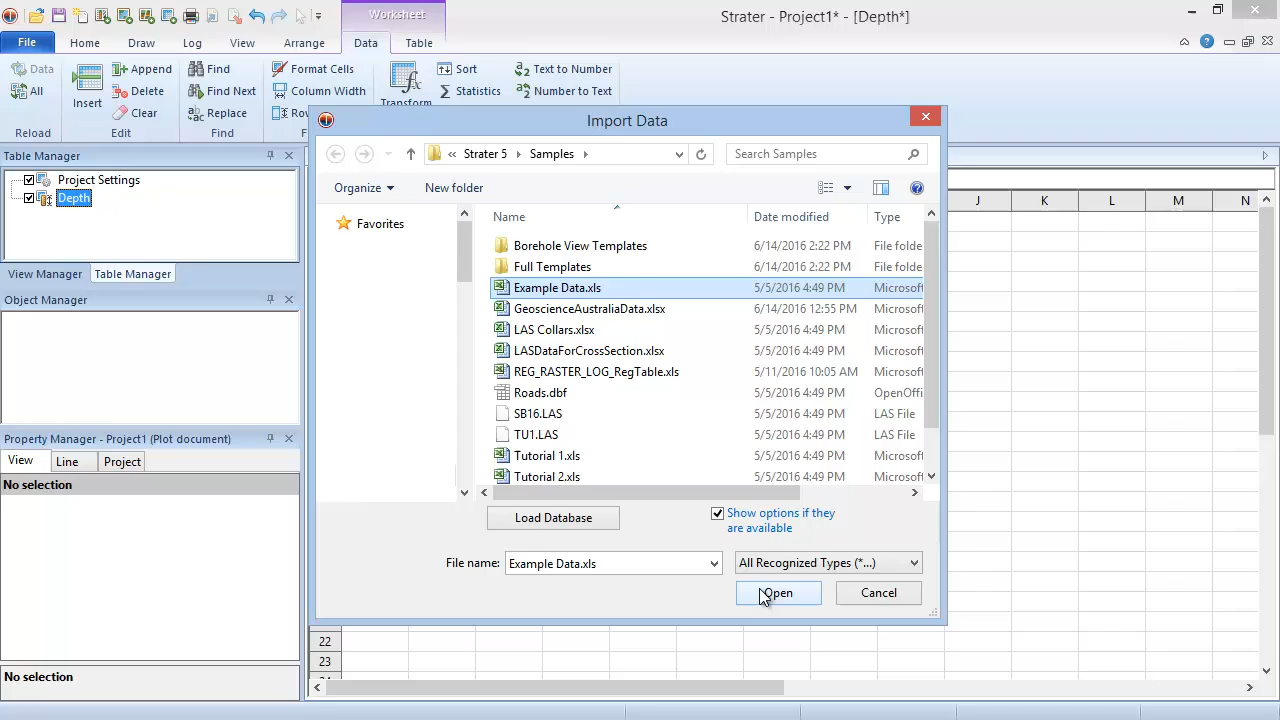 Worksheet
Strater - Project1* - [Depth*]
File
Home
Draw
Log
View
Arrange
Data
Table
Data
All
Reload
Insert
Append
Delete
Clear
Edit
Find
Find Next
Replace
Find
Format Cells
Column Width
Transform
Sort
Statistics
Text to Number
Number to Text
Table Manager
Project Settings
Depth
View Manager
Table Manager
Object Manager
Property Manager - Project1 (Plot document)
View
Line
Project
No selection
No selection
Import Data
« Strater 5
Samples
Search Samples
Organize
New folder
Favorites
Name
Date modified
Type
Borehole View Templates 6/14/2016 2:22 PM File folde
Full Templates 6/14/2016 2:22 PM File folde
Example Data.xls 5/5/2016 4:49 PM Microsoft
GeoscienceAustraliaData.xlsx 6/14/2016 12:55 PM Microsoft
LAS Collars.xlsx 5/5/2016 4:49 PM Microsoft
LASDataForCrossSection.xlsx 5/5/2016 4:49 PM Microsoft
REG_RASTER_LOG_RegTable.xls 5/11/2016 10:05 AM Microsoft
Roads.dbf 5/5/2016 4:49 PM OpenOffi
SB16.LAS 5/5/2016 4:49 PM LAS File
TU1.LAS 5/5/2016 4:49 PM LAS File
Tutorial 1.xls 5/5/2016 4:49 PM Microsoft
Tutorial 2.xls 5/5/2016 4:49 PM Microsoft
Load Database
Show options if they
are available
File name: Example Data.xls
All Recognized Types (*...)
Open
Cancel
J K L M N
22
23